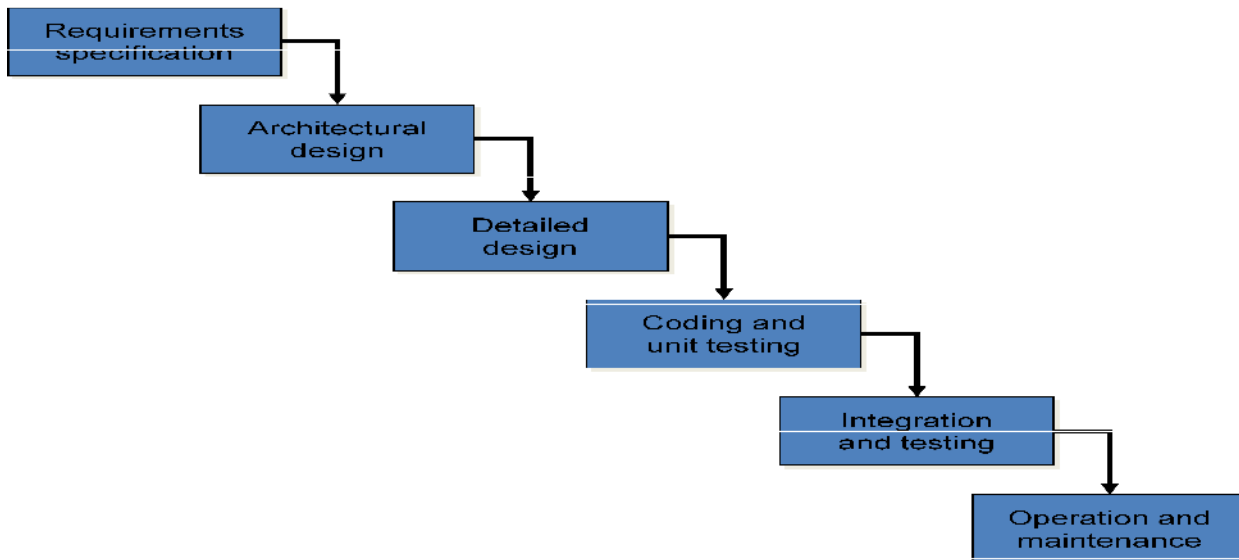 Requirements
specification
Architectural
design
Detailed
design
Coding and
unit testing
Integration
and testing
Operation and
maintenance